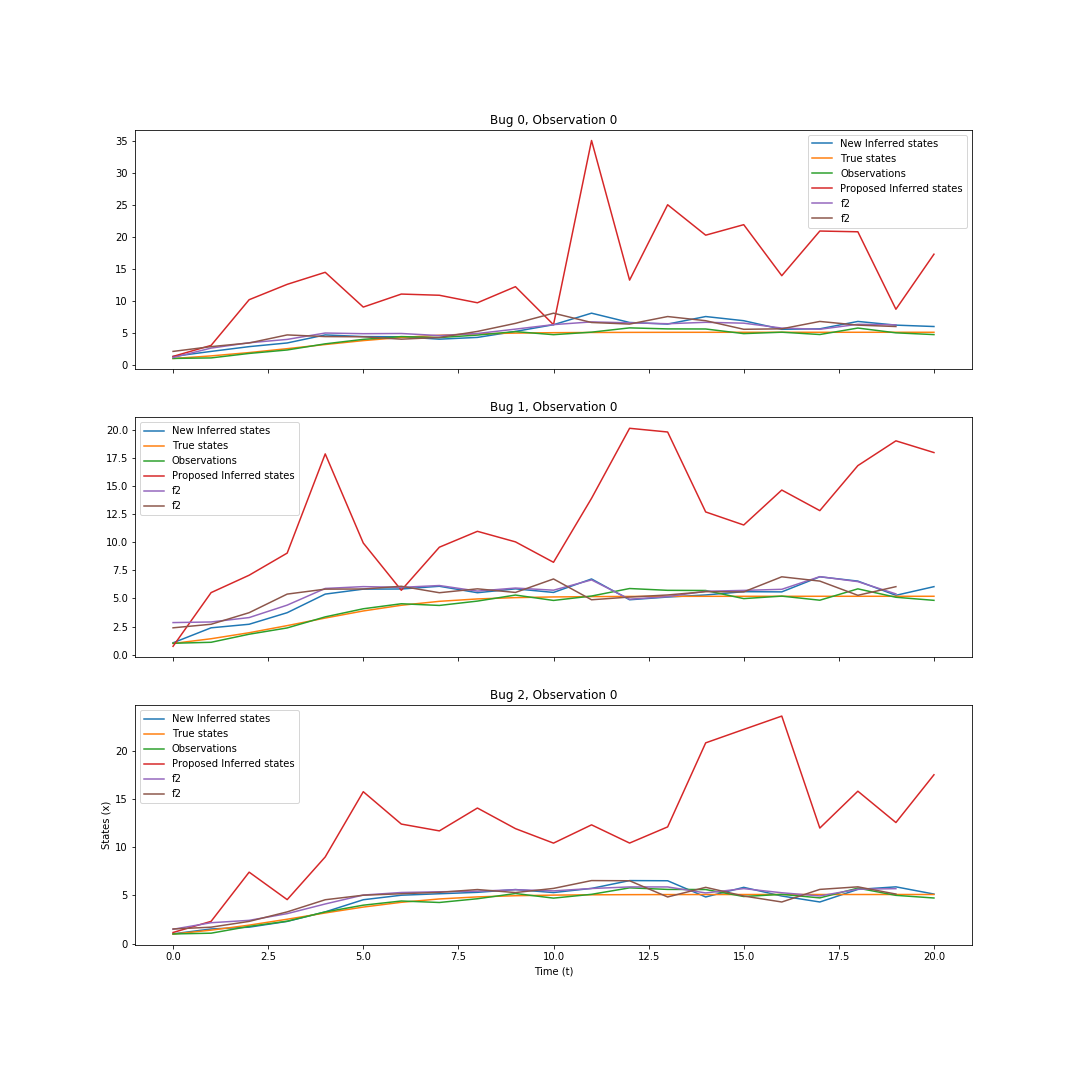 Bug 0, Observation 0
35
30
25
20
15
10
5
0
New Inferred states
True states
Observations
Proposed Inferred states
f2
f2
Bug 1, Observation 0
20.0
17.5
15.0
12.5
10.0
7.5
5.0
2.5
0.0
New Inferred states
True states
Observations
Proposed Inferred states
f2
f2
Bug 2, Observation 0
States (x)
20
15
10
5
0
New Inferred states
True states
Observations
Proposed Inferred states
f2
f2
0.0 2.5 5.0 7.5 10.0 12.5 15.0 17.5 20.0
Time (t)